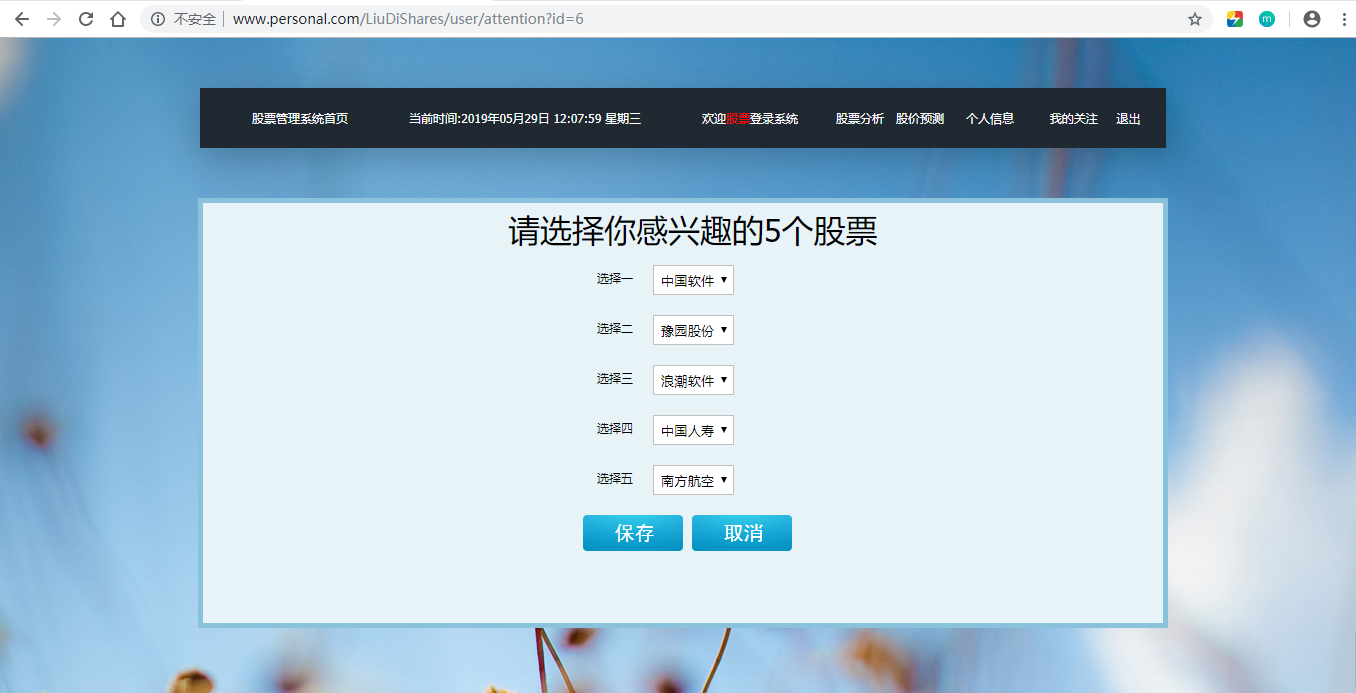 不安全 www.personal.com/LiuDiShares/user/attention?id=6
m
股票管理系统首页 当前时间:2019年05月29日 12:07:59 星期三 欢迎股票登录系统 股票分析 股价预测 个人信息 我的关注 退出
请选择你感兴趣的5个股票
选择一 中国软件
选择二 豫园股份
选择三 浪潮软件
选择四 中国人寿
选择五 南方航空
保存 取消